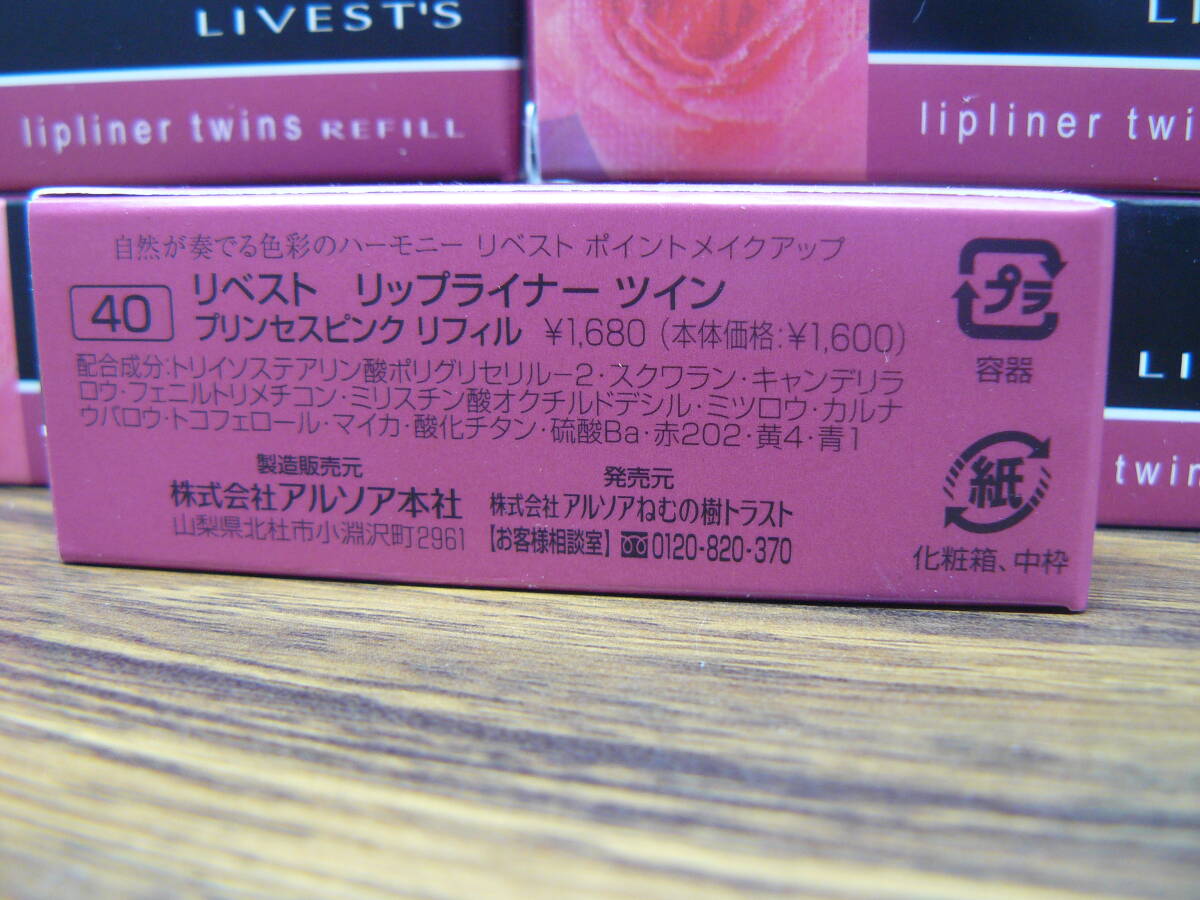 LIVEST'S
LI
lipliner twins REFILL
lipliner twi
自然が奏でる色彩のハーモニー リベスト ポイントメイクアップ
40
リベスト リップライナー ツイン
プリンセスピンク リフィル ¥1,680 (本体価格:¥1,600)
配合成分:トリイソステアリン酸ポリグリセリル-2・スクワラン・キャンデリラ
ロウ・フェニルトリメチコン・ミリスチン酸オクチルドデシル・ミツロウ・カルナ
ウバロウ・トコフェロール・マイカ・酸化チタン・硫酸Ba・赤202・黄4・青1
製造販売元
株式会社アルソア本社
山梨県北杜市小淵沢町2961
発売元
株式会社 アルソアねむの樹トラスト
【お客様相談室】 0120-820-370
プラ
容器
紙
化粧箱、中枠
LI
twin